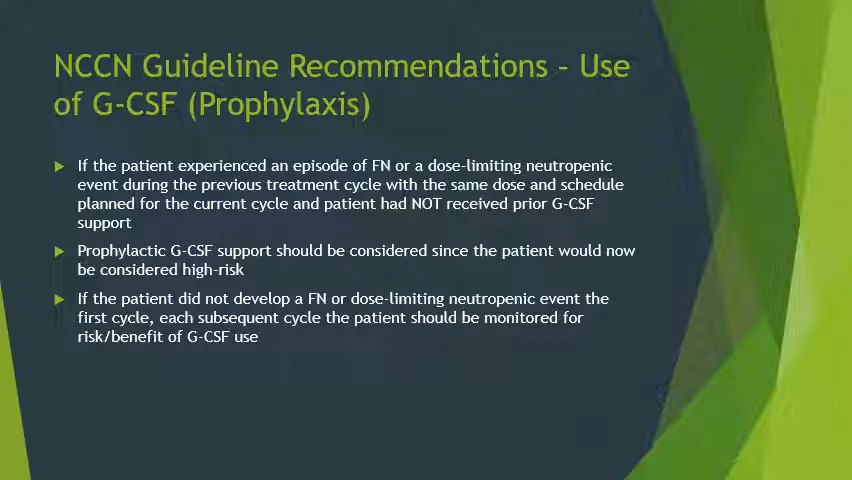 NCCN Guideline Recommendations – Use
of G-CSF (Prophylaxis)
If the patient experienced an episode of FN or a dose-limiting neutropenic
event during the previous treatment cycle with the same dose and schedule
planned for the current cycle and patient had NOT received prior G-CSF
support
Prophylactic G-CSF support should be considered since the patient would now
be considered high-risk
If the patient did not develop a FN or dose-limiting neutropenic event the
first cycle, each subsequent cycle the patient should be monitored for
risk/benefit of G-CSF use